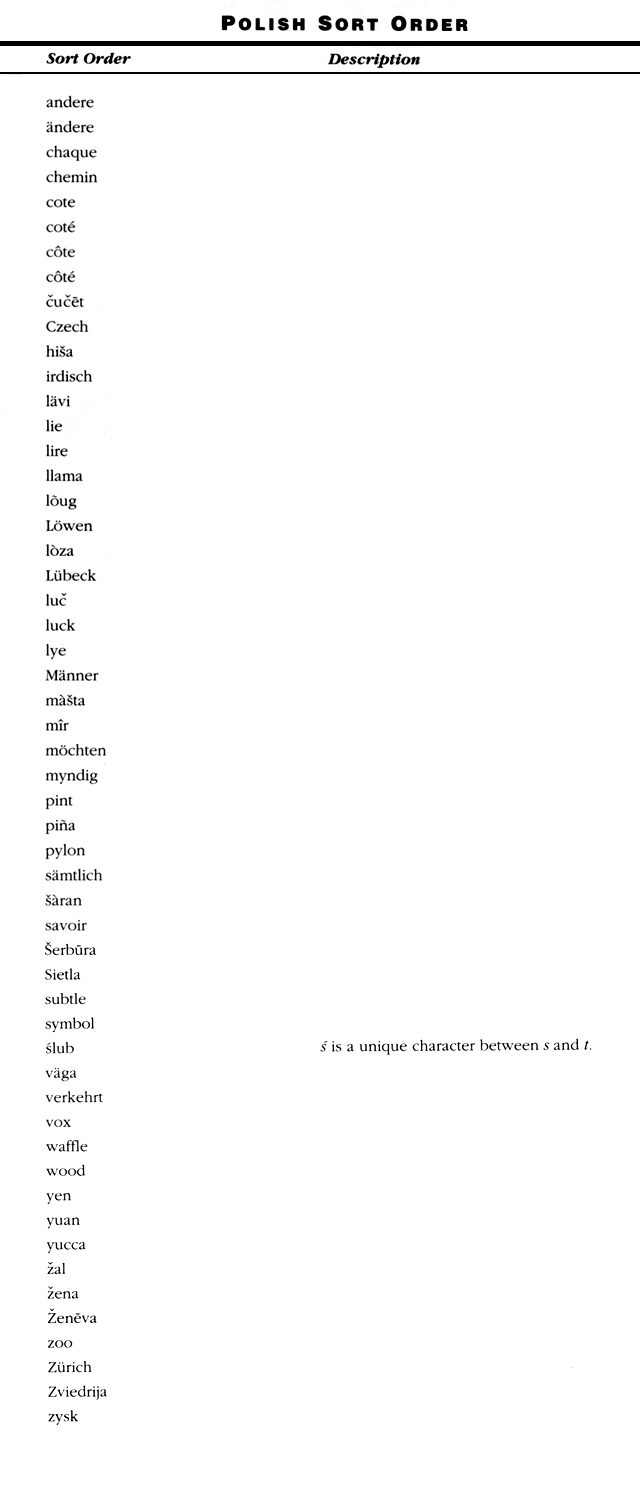 POLISH SORT ORDER
Sort Order Description
andere
ändere
chaque
chemin
cote
coté
côte
côté
čučēt
Czech
hiša
irdisch
lävi
lie
lire
llama
lõug
Löwen
lòza
Lübeck
luč
luck
lye
Männer
màšta
mîr
möchten
myndig
pint
piña
pylon
sämtlich
šàran
savoir
Šerbūra
Sietla
subtle
symbol
ślub ś is a unique character between s and t.
väga
verkehrt
vox
waffle
wood
yen
yuan
yucca
žal
žena
Ženēva
zoo
Zürich
Zviedrija
zysk